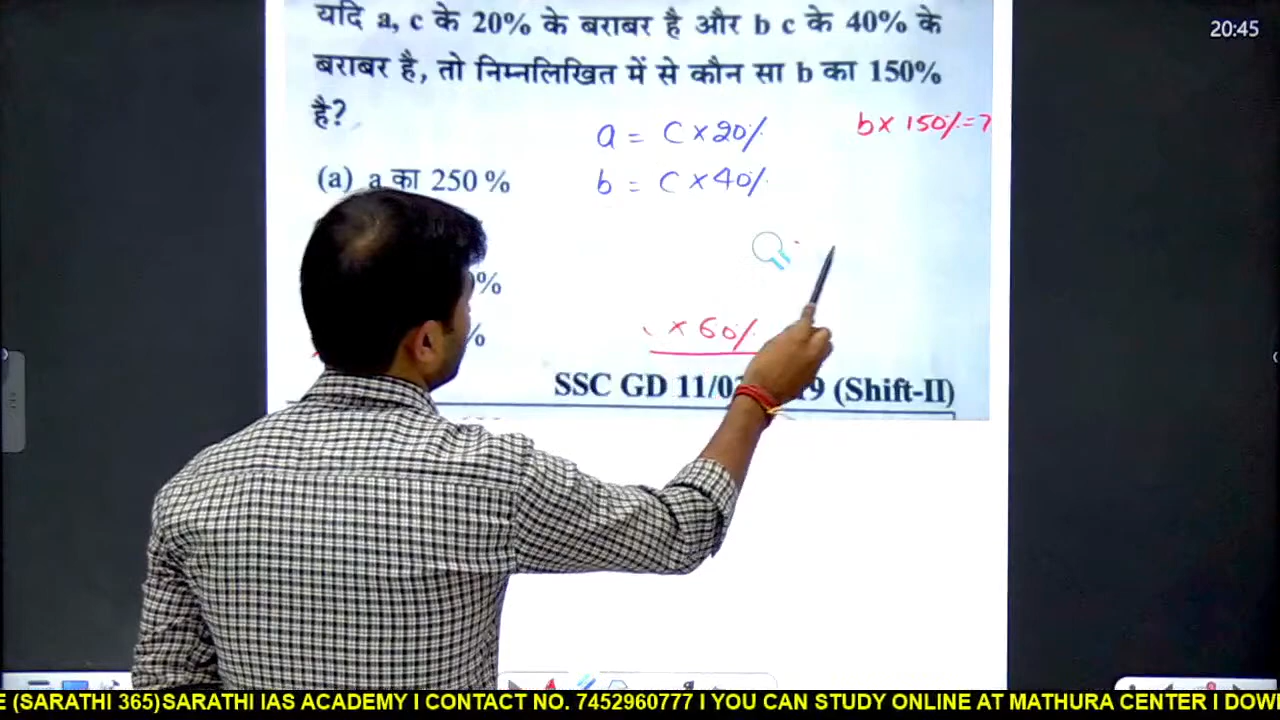 यदि a, c के 20% के बराबर है और b c के 40% के
बराबर है, तो निम्नलिखित में से कौन सा b का 150%
है?
a = C × 20%
b × 150% = ?
(a) a का 250 %
b = C × 40%
%
%
× 60%
SSC GD 11/0 9 (Shift-II)
20:45
E (SARATHI 365)SARATHI IAS ACADEMY I CONTACT NO. 7452960777 I YOU CAN STUDY ONLINE AT MATHURA CENTER I DOW